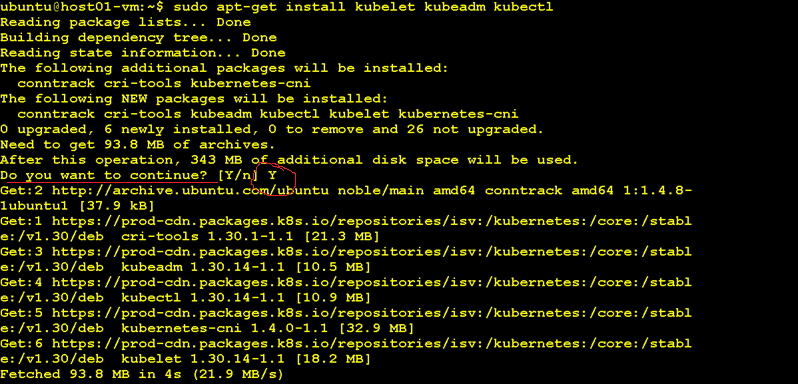 ubuntu@host01-vm:~$ sudo apt-get install kubelet kubeadm kubectl
Reading package lists... Done
Building dependency tree... Done
Reading state information... Done
The following additional packages will be installed:
  conntrack cri-tools kubernetes-cni
The following NEW packages will be installed:
  conntrack cri-tools kubeadm kubectl kubelet kubernetes-cni
0 upgraded, 6 newly installed, 0 to remove and 26 not upgraded.
Need to get 93.8 MB of archives.
After this operation, 343 MB of additional disk space will be used.
Do you want to continue? [Y/n] Y
Get:2 http://archive.ubuntu.com/ubuntu noble/main amd64 conntrack amd64 1:1.4.8-
1ubuntu1 [37.9 kB]
Get:1 https://prod-cdn.packages.k8s.io/repositories/isv:/kubernetes:/core:/stabl
e:/v1.30/deb  cri-tools 1.30.1-1.1 [21.3 MB]
Get:3 https://prod-cdn.packages.k8s.io/repositories/isv:/kubernetes:/core:/stabl
e:/v1.30/deb  kubeadm 1.30.14-1.1 [10.5 MB]
Get:4 https://prod-cdn.packages.k8s.io/repositories/isv:/kubernetes:/core:/stabl
e:/v1.30/deb  kubectl 1.30.14-1.1 [10.9 MB]
Get:5 https://prod-cdn.packages.k8s.io/repositories/isv:/kubernetes:/core:/stabl
e:/v1.30/deb  kubernetes-cni 1.4.0-1.1 [32.9 MB]
Get:6 https://prod-cdn.packages.k8s.io/repositories/isv:/kubernetes:/core:/stabl
e:/v1.30/deb  kubelet 1.30.14-1.1 [18.2 MB]
Fetched 93.8 MB in 4s (21.9 MB/s)